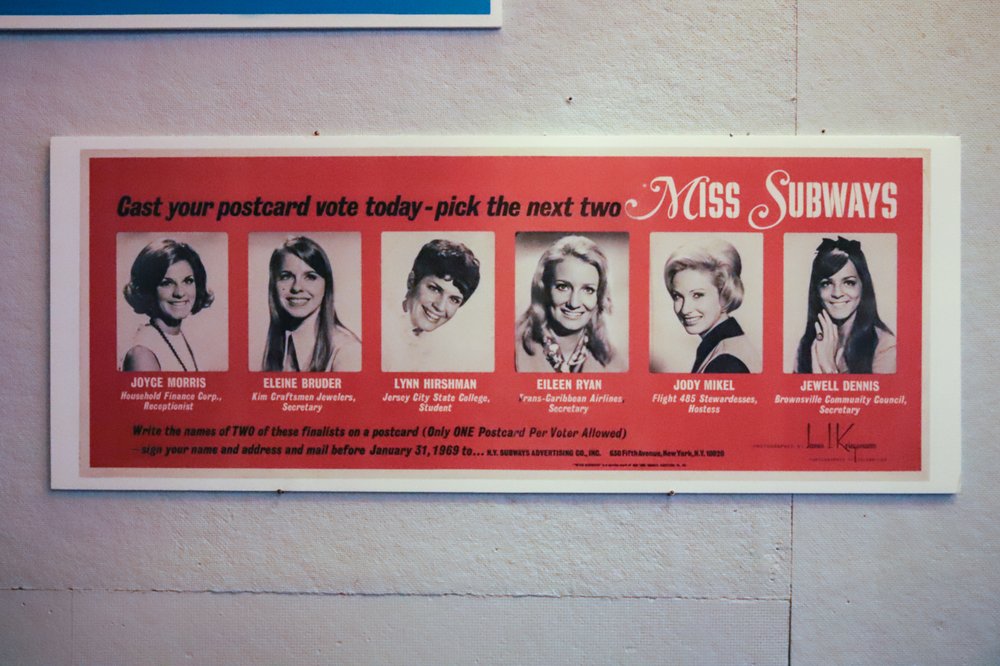 Cast your postcard vote today - pick the next two MISS SUBWAYS
JOYCE MORRIS
Household Finance Corp.,
Receptionist
ELEINE BRUDER
Kim Craftsmen Jewelers,
Secretary
LYNN HIRSHMAN
Jersey City State College,
Student
EILEEN RYAN
Trans-Caribbean Airlines,
Secretary
JODY MIKEL
Flight 485 Stewardesses,
Hostess
JEWELL DENNIS
Brownsville Community Council,
Secretary
Write the names of TWO of these finalists on a postcard (Only ONE Postcard Per Voter Allowed)
—sign your name and address and mail before January 31, 1969 to... N.Y. SUBWAYS ADVERTISING CO., INC. 630 Fifth Avenue, New York, N.Y. 10020
PHOTOGRAPHED BY James J. Kriegsmann